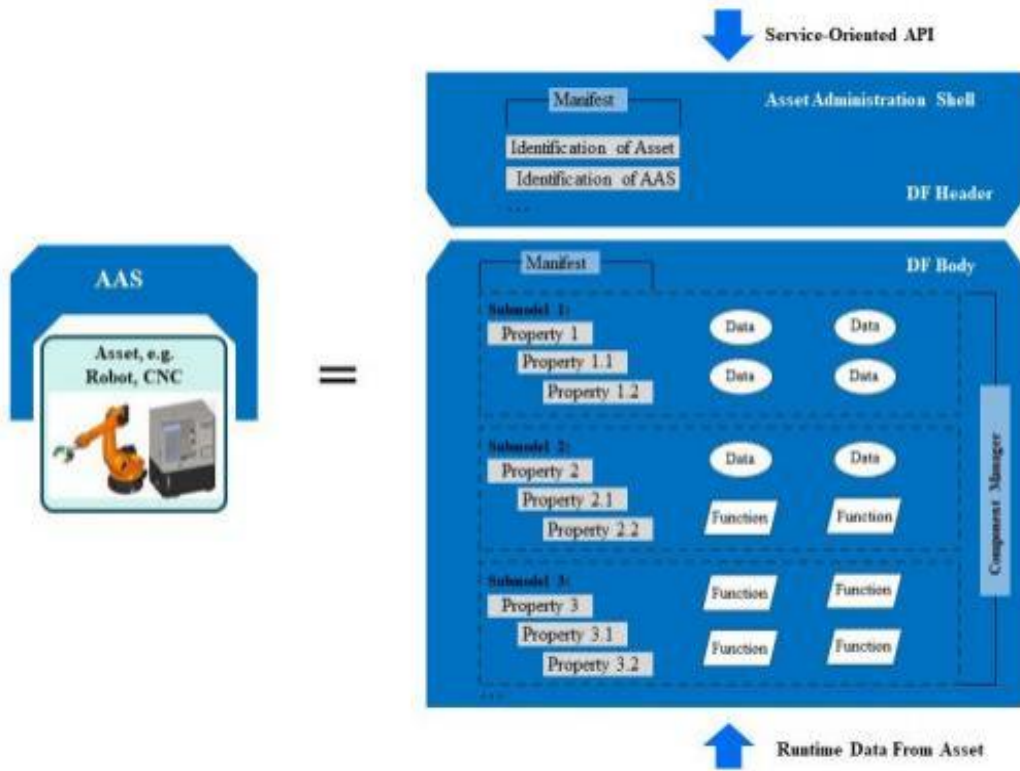 Service-Oriented API
Manifest
Asset Administration Shell
Identification of Asset
Identification of AAS
...
DF Header
AAS
Asset, e.g.
Robot, CNC
=
Manifest
DF Body
Submodel 1:
Property 1
Property 1.1
Property 1.2
Data
Data
Data
Data
Submodel 2:
Property 2
Property 2.1
Property 2.2
Data
Data
Function
Function
Submodel 3:
Property 3
Property 3.1
Property 3.2
Function
Function
Function
Function
...
Component Manager
Runtime Data From Asset